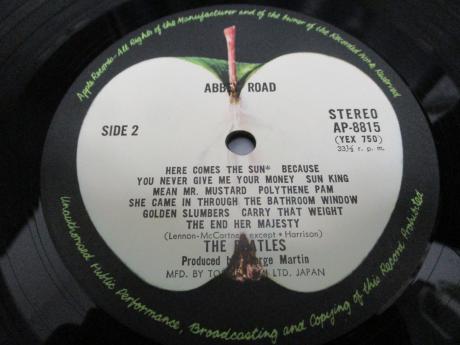 Apple Records-All Rights of the Manufacturer and of the Owner of the Recorded Work Reserved
ABBEY ROAD
SIDE 2
STEREO
AP-8815
(YEX 750)
33⅓ r. p. m.
HERE COMES THE SUN* BECAUSE
YOU NEVER GIVE ME YOUR MONEY SUN KING
MEAN MR. MUSTARD POLYTHENE PAM
SHE CAME IN THROUGH THE BATHROOM WINDOW
GOLDEN SLUMBERS CARRY THAT WEIGHT
THE END HER MAJESTY
(Lennon-McCartney except * Harrison)
THE BEATLES
Produced by George Martin
MFD. BY TOSHIBA EMI LTD. JAPAN
Unauthorised Public Performance, Broadcasting and Copying of this Record Prohibited